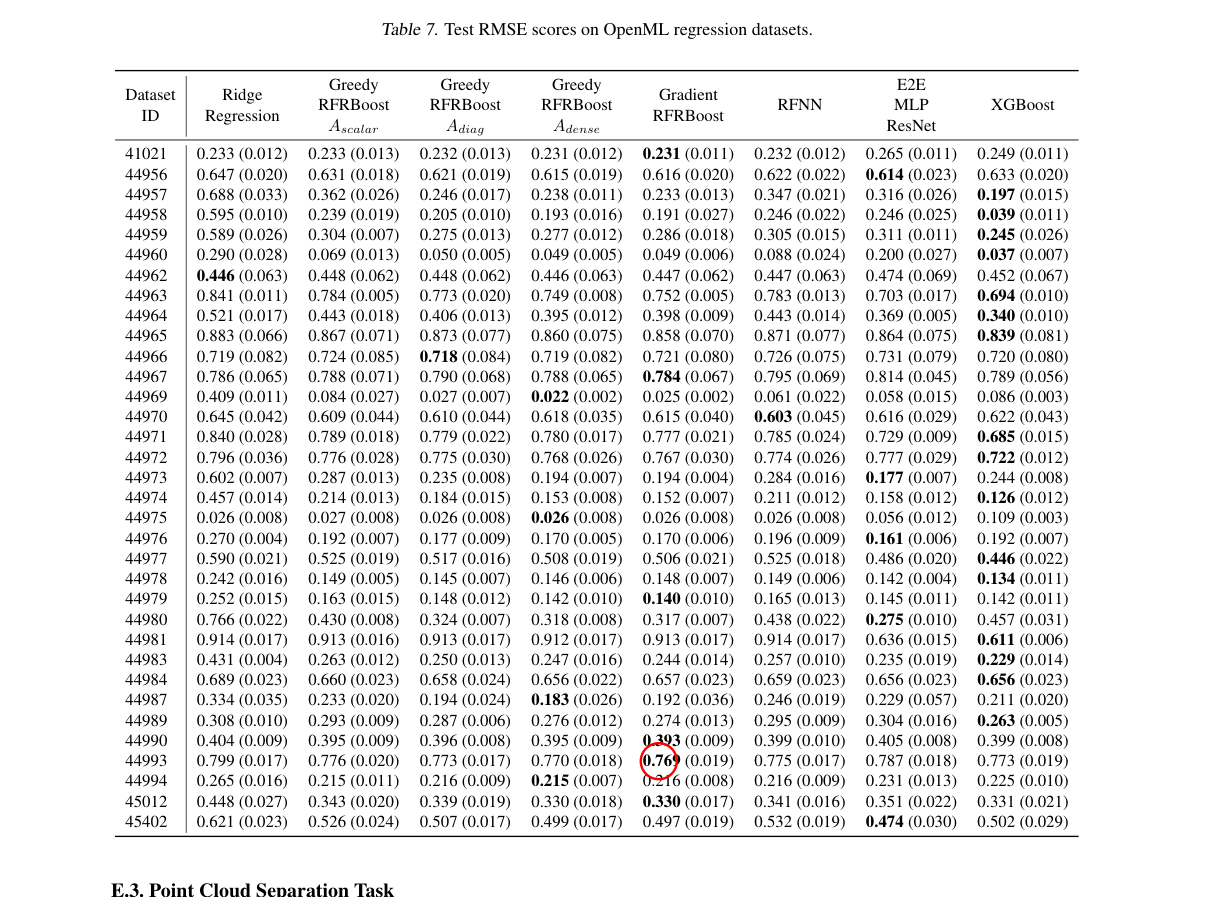 Table 7. Test RMSE scores on OpenML regression datasets.
Dataset ID | Ridge Regression | Greedy RFRBoost A_scalar | Greedy RFRBoost A_diag | Greedy RFRBoost A_dense | Gradient RFRBoost | RFNN | E2E MLP ResNet | XGBoost
41021 0.233 (0.012) 0.233 (0.013) 0.232 (0.013) 0.231 (0.012) 0.231 (0.011) 0.232 (0.012) 0.265 (0.011) 0.249 (0.011)
44956 0.647 (0.020) 0.631 (0.018) 0.621 (0.019) 0.615 (0.019) 0.616 (0.020) 0.622 (0.022) 0.614 (0.023) 0.633 (0.020)
44957 0.688 (0.033) 0.362 (0.026) 0.246 (0.017) 0.238 (0.011) 0.233 (0.013) 0.347 (0.021) 0.316 (0.026) 0.197 (0.015)
44958 0.595 (0.010) 0.239 (0.019) 0.205 (0.010) 0.193 (0.016) 0.191 (0.027) 0.246 (0.022) 0.246 (0.025) 0.039 (0.011)
44959 0.589 (0.026) 0.304 (0.007) 0.275 (0.013) 0.277 (0.012) 0.286 (0.018) 0.305 (0.015) 0.311 (0.011) 0.245 (0.026)
44960 0.290 (0.028) 0.069 (0.013) 0.050 (0.005) 0.049 (0.005) 0.049 (0.006) 0.088 (0.024) 0.200 (0.027) 0.037 (0.007)
44962 0.446 (0.063) 0.448 (0.062) 0.448 (0.062) 0.446 (0.063) 0.447 (0.062) 0.447 (0.063) 0.474 (0.069) 0.452 (0.067)
44963 0.841 (0.011) 0.784 (0.005) 0.773 (0.020) 0.749 (0.008) 0.752 (0.005) 0.783 (0.013) 0.703 (0.017) 0.694 (0.010)
44964 0.521 (0.017) 0.443 (0.018) 0.406 (0.013) 0.395 (0.012) 0.398 (0.009) 0.443 (0.014) 0.369 (0.005) 0.340 (0.010)
44965 0.883 (0.066) 0.867 (0.071) 0.873 (0.077) 0.860 (0.075) 0.858 (0.070) 0.871 (0.077) 0.864 (0.075) 0.839 (0.081)
44966 0.719 (0.082) 0.724 (0.085) 0.718 (0.084) 0.719 (0.082) 0.721 (0.080) 0.726 (0.075) 0.731 (0.079) 0.720 (0.080)
44967 0.786 (0.065) 0.788 (0.071) 0.790 (0.068) 0.788 (0.065) 0.784 (0.067) 0.795 (0.069) 0.814 (0.045) 0.789 (0.056)
44969 0.409 (0.011) 0.084 (0.027) 0.027 (0.007) 0.022 (0.002) 0.025 (0.002) 0.061 (0.022) 0.058 (0.015) 0.086 (0.003)
44970 0.645 (0.042) 0.609 (0.044) 0.610 (0.044) 0.618 (0.035) 0.615 (0.040) 0.603 (0.045) 0.616 (0.029) 0.622 (0.043)
44971 0.840 (0.028) 0.789 (0.018) 0.779 (0.022) 0.780 (0.017) 0.777 (0.021) 0.785 (0.024) 0.729 (0.009) 0.685 (0.015)
44972 0.796 (0.036) 0.776 (0.028) 0.775 (0.030) 0.768 (0.026) 0.767 (0.030) 0.774 (0.026) 0.777 (0.029) 0.722 (0.012)
44973 0.602 (0.007) 0.287 (0.013) 0.235 (0.008) 0.194 (0.007) 0.194 (0.004) 0.284 (0.016) 0.177 (0.007) 0.244 (0.008)
44974 0.457 (0.014) 0.214 (0.013) 0.184 (0.015) 0.153 (0.008) 0.152 (0.007) 0.211 (0.012) 0.158 (0.012) 0.126 (0.012)
44975 0.026 (0.008) 0.027 (0.008) 0.026 (0.008) 0.026 (0.008) 0.026 (0.008) 0.026 (0.008) 0.056 (0.012) 0.109 (0.003)
44976 0.270 (0.004) 0.192 (0.007) 0.177 (0.009) 0.170 (0.005) 0.170 (0.006) 0.196 (0.009) 0.161 (0.006) 0.192 (0.007)
44977 0.590 (0.021) 0.525 (0.019) 0.517 (0.016) 0.508 (0.019) 0.506 (0.021) 0.525 (0.018) 0.486 (0.020) 0.446 (0.022)
44978 0.242 (0.016) 0.149 (0.005) 0.145 (0.007) 0.146 (0.006) 0.148 (0.007) 0.149 (0.006) 0.142 (0.004) 0.134 (0.011)
44979 0.252 (0.015) 0.163 (0.015) 0.148 (0.012) 0.142 (0.010) 0.140 (0.010) 0.165 (0.013) 0.145 (0.011) 0.142 (0.011)
44980 0.766 (0.022) 0.430 (0.008) 0.324 (0.007) 0.318 (0.008) 0.317 (0.007) 0.438 (0.022) 0.275 (0.010) 0.457 (0.031)
44981 0.914 (0.017) 0.913 (0.016) 0.913 (0.017) 0.912 (0.017) 0.913 (0.017) 0.914 (0.017) 0.636 (0.015) 0.611 (0.006)
44983 0.431 (0.004) 0.263 (0.012) 0.250 (0.013) 0.247 (0.016) 0.244 (0.014) 0.257 (0.010) 0.235 (0.019) 0.229 (0.014)
44984 0.689 (0.023) 0.660 (0.023) 0.658 (0.024) 0.656 (0.022) 0.657 (0.023) 0.659 (0.023) 0.656 (0.023) 0.656 (0.023)
44987 0.334 (0.035) 0.233 (0.020) 0.194 (0.024) 0.183 (0.026) 0.192 (0.036) 0.246 (0.019) 0.229 (0.057) 0.211 (0.020)
44989 0.308 (0.010) 0.293 (0.009) 0.287 (0.006) 0.276 (0.012) 0.274 (0.013) 0.295 (0.009) 0.304 (0.016) 0.263 (0.005)
44990 0.404 (0.009) 0.395 (0.009) 0.396 (0.008) 0.395 (0.009) 0.393 (0.009) 0.399 (0.010) 0.405 (0.008) 0.399 (0.008)
44993 0.799 (0.017) 0.776 (0.020) 0.773 (0.017) 0.770 (0.018) 0.769 (0.019) 0.775 (0.017) 0.787 (0.018) 0.773 (0.019)
44994 0.265 (0.016) 0.215 (0.011) 0.216 (0.009) 0.215 (0.007) 0.216 (0.008) 0.216 (0.009) 0.231 (0.013) 0.225 (0.010)
45012 0.448 (0.027) 0.343 (0.020) 0.339 (0.019) 0.330 (0.018) 0.330 (0.017) 0.341 (0.016) 0.351 (0.022) 0.331 (0.021)
45402 0.621 (0.023) 0.526 (0.024) 0.507 (0.017) 0.499 (0.017) 0.497 (0.019) 0.532 (0.019) 0.474 (0.030) 0.502 (0.029)
E.3. Point Cloud Separation Task